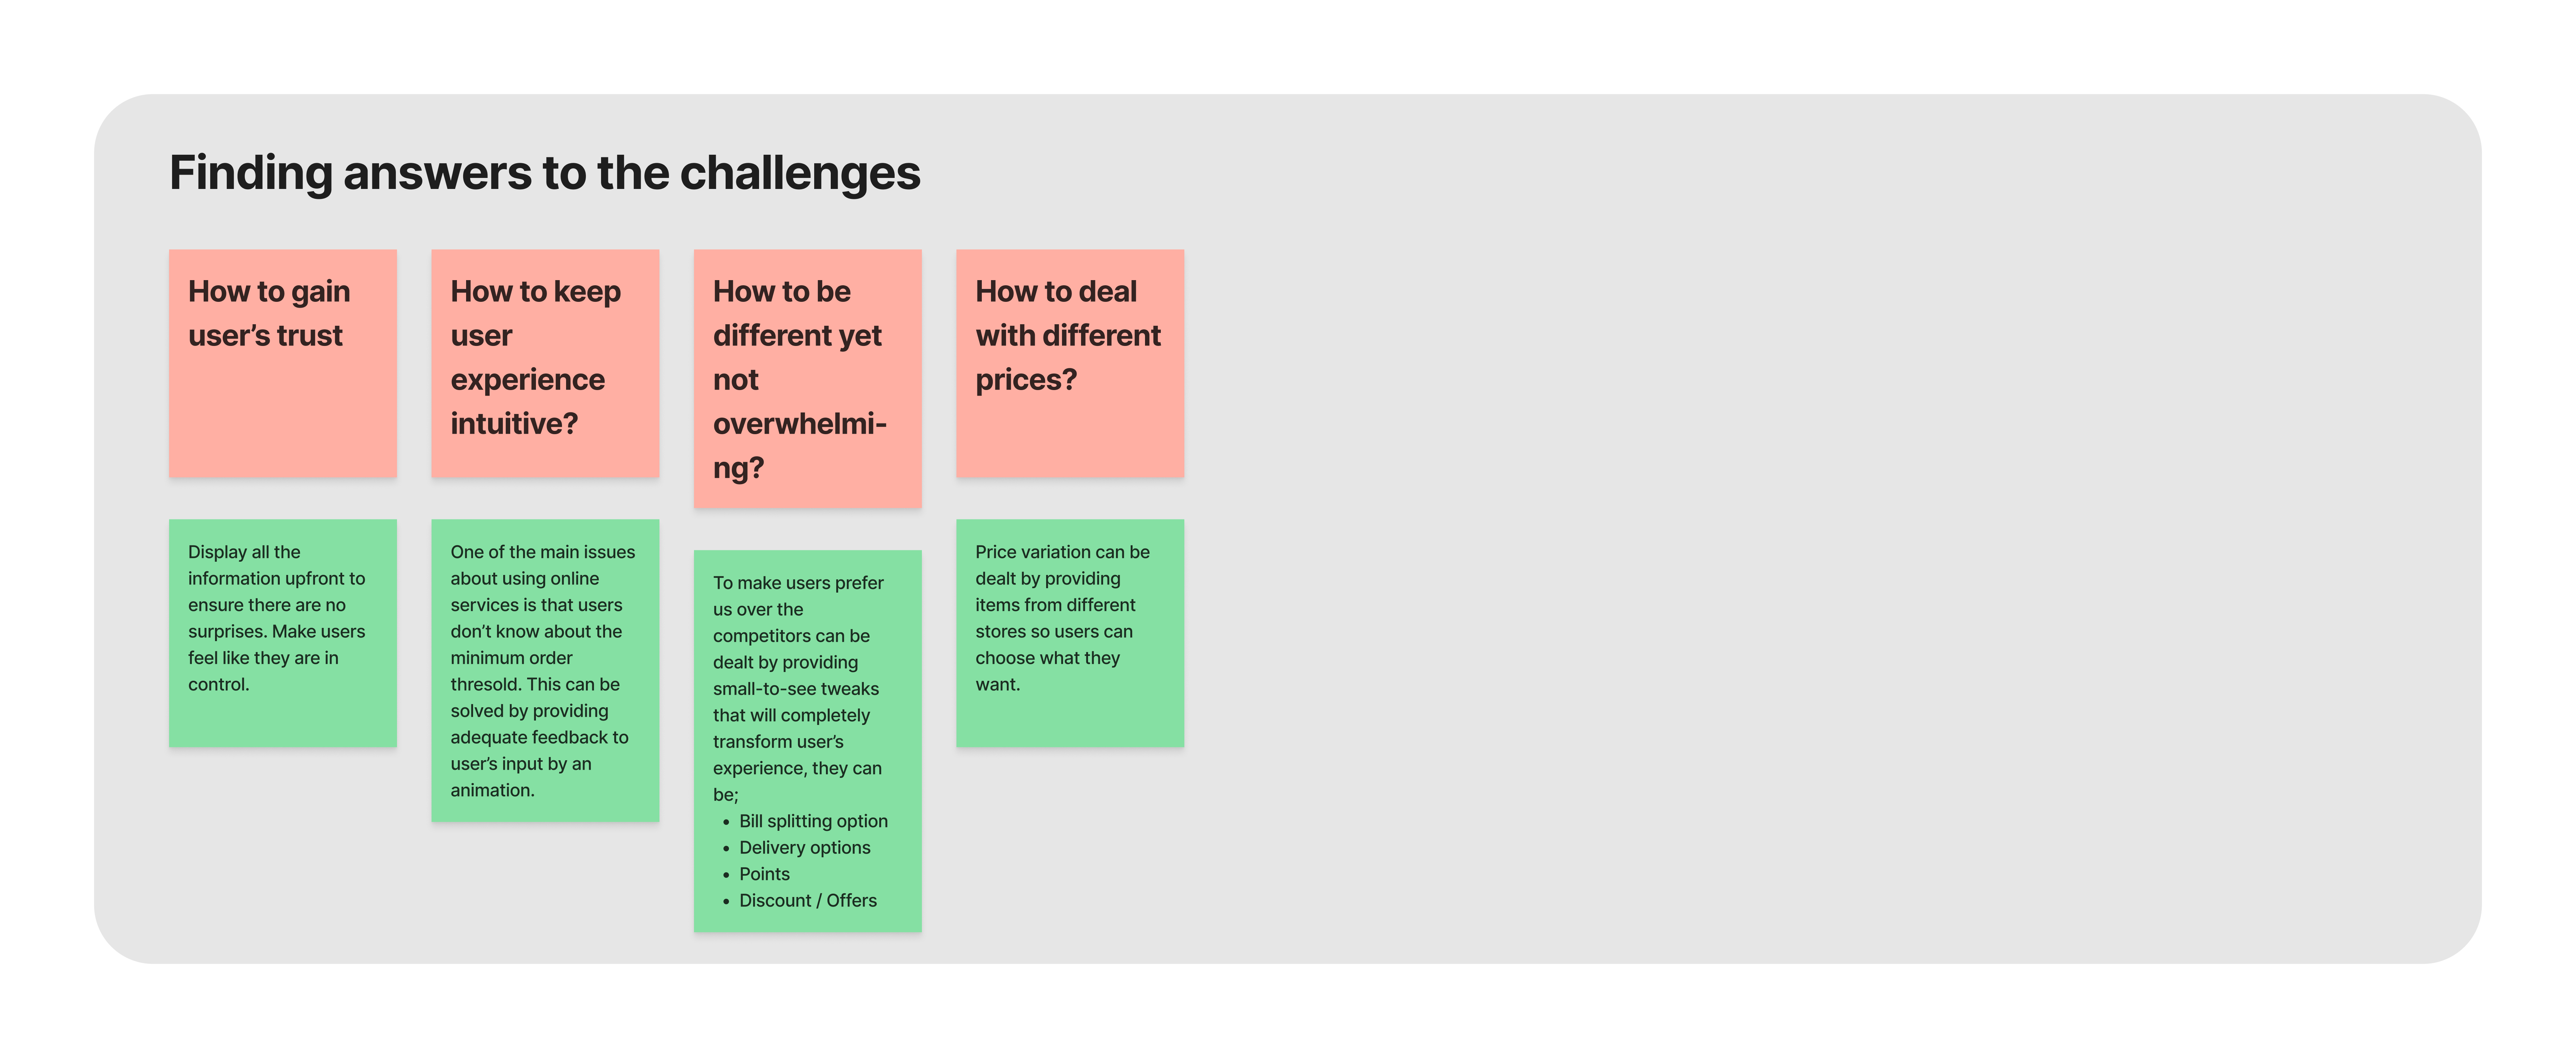 Finding answers to the challenges
How to gain
user’s trust
How to keep
user
experience
intuitive?
How to be
different yet
not
overwhelmi-
ng?
How to deal
with different
prices?
Display all the
information upfront to
ensure there are no
surprises. Make users
feel like they are in
control.
One of the main issues
about using online
services is that users
don’t know about the
minimum order
thresold. This can be
solved by providing
adequate feedback to
user’s input by an
animation.
To make users prefer
us over the
competitors can be
dealt by providing
small-to-see tweaks
that will completely
transform user’s
experience, they can
be;
• Bill splitting option
• Delivery options
• Points
• Discount / Offers
Price variation can be
dealt by providing
items from different
stores so users can
choose what they
want.